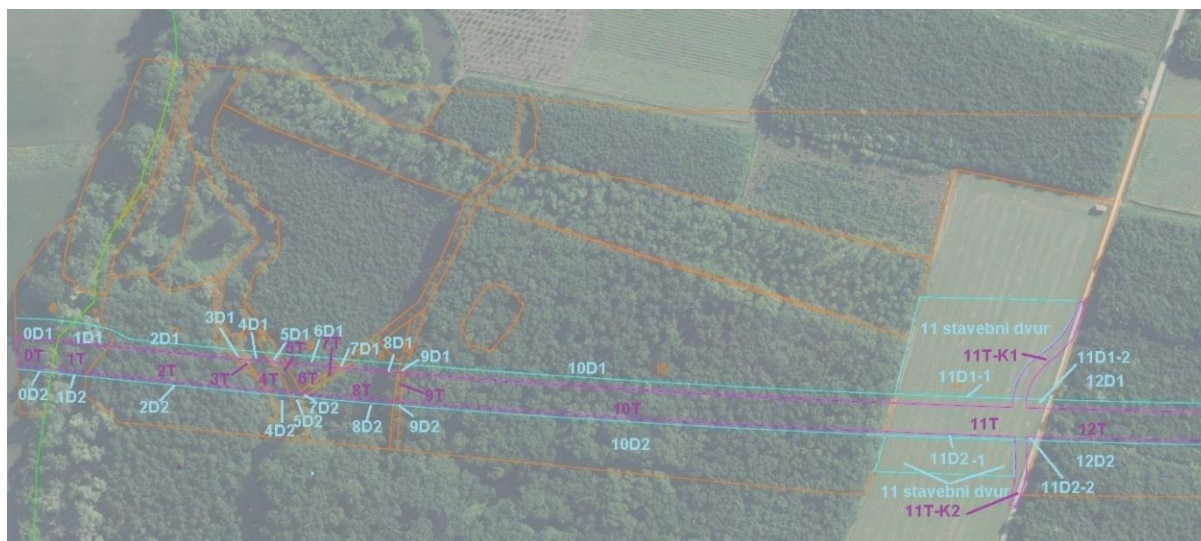 0D1
1D1
2D1
3D1
4D1
5D1
6D1
7D1
8D1
9D1
10D1
11 stavebni dvur
11T-K1
11D1-1
11D1-2
12D1
0T
1T
2T
3T
4T
5T
6T
7T
8T
9T
10T
11T
12T
0D2
1D2
2D2
4D2
5D2
7D2
8D2
9D2
10D2
11D2-1
11D2-2
12D2
11 stavebni dvur
11T-K2